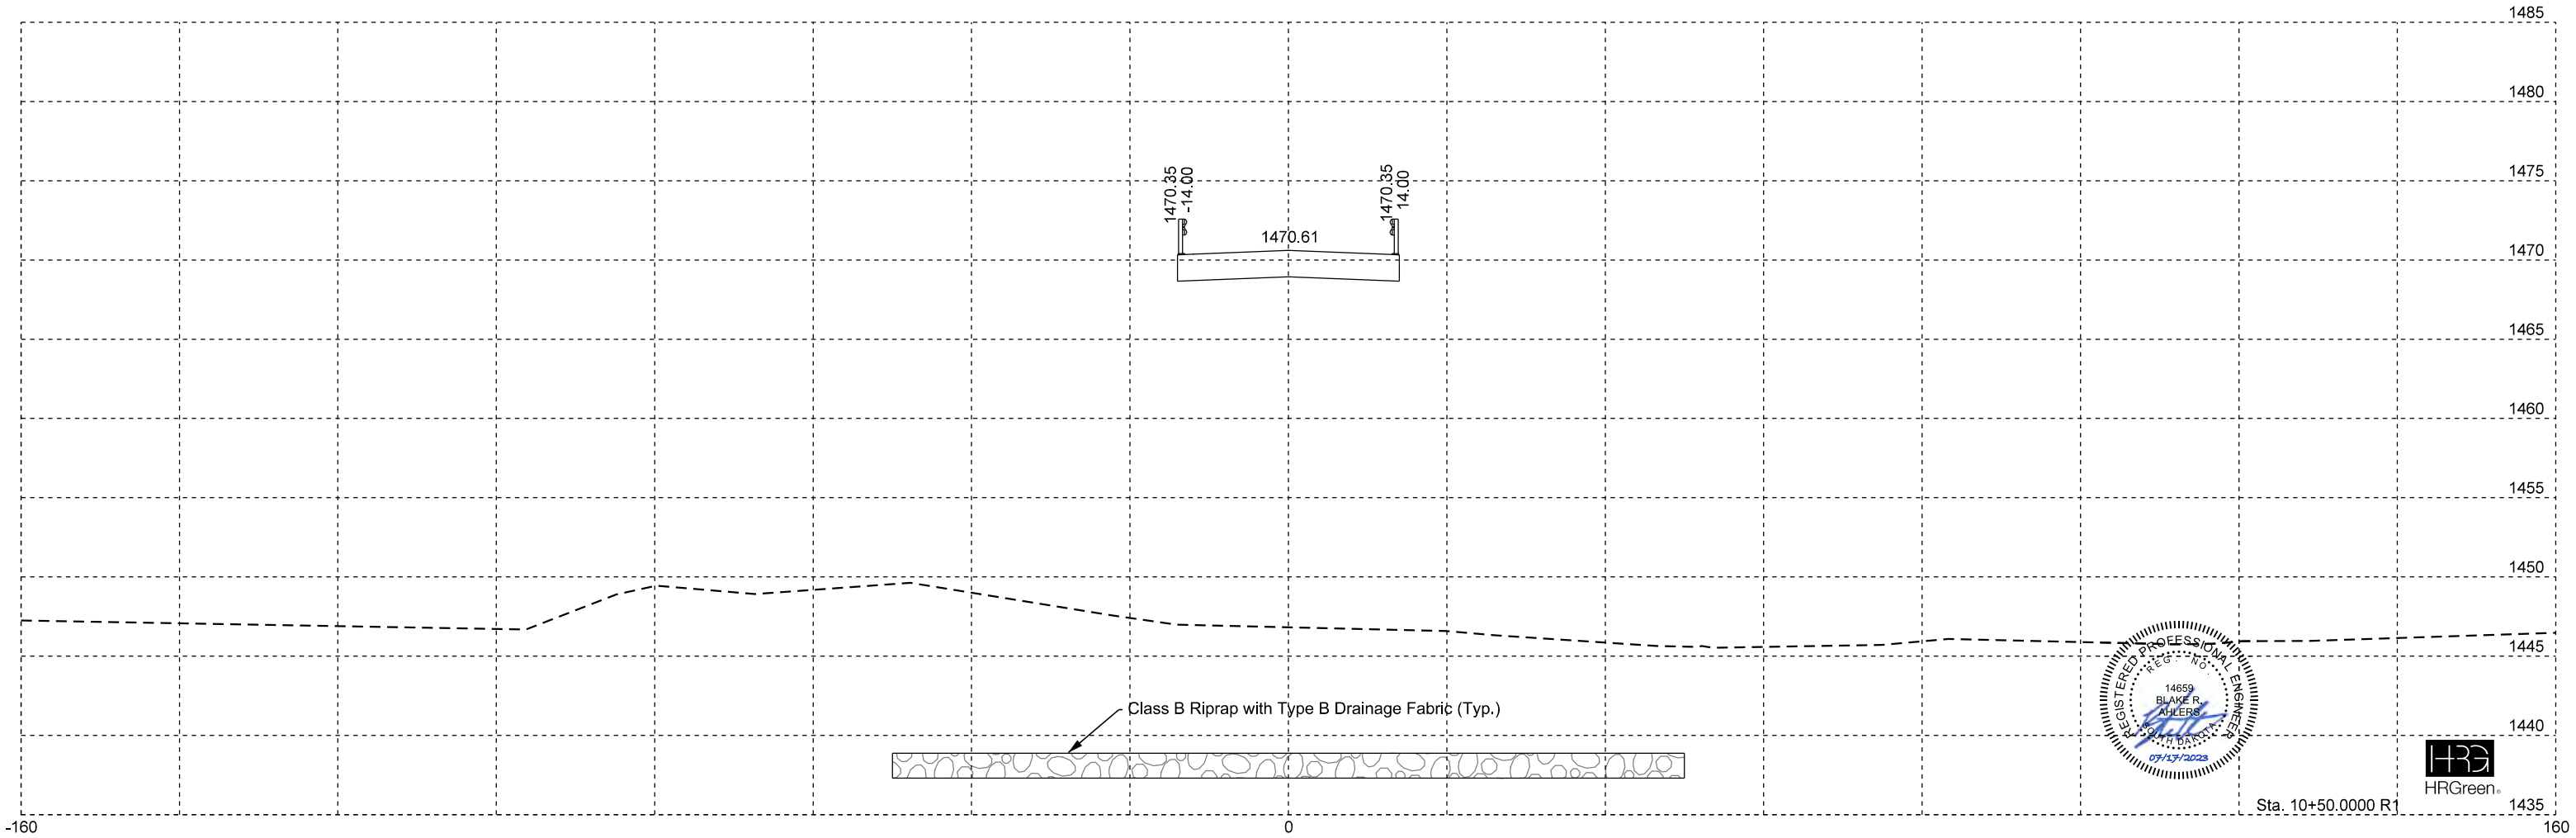 1485
1480
1475
1470.35
-14.00
1470.35
14.00
1470.61
1470
1465
1460
1455
1450
1445
Class B Riprap with Type B Drainage Fabric (Typ.)
1440
REGISTERED PROFESSIONAL ENGINEER
REG. NO.
14659
BLAKE R.
AHLERS
SOUTH DAKOTA
07/17/2023
HRG
HRGreen
Sta. 10+50.0000 R1
1435
-160
0
160